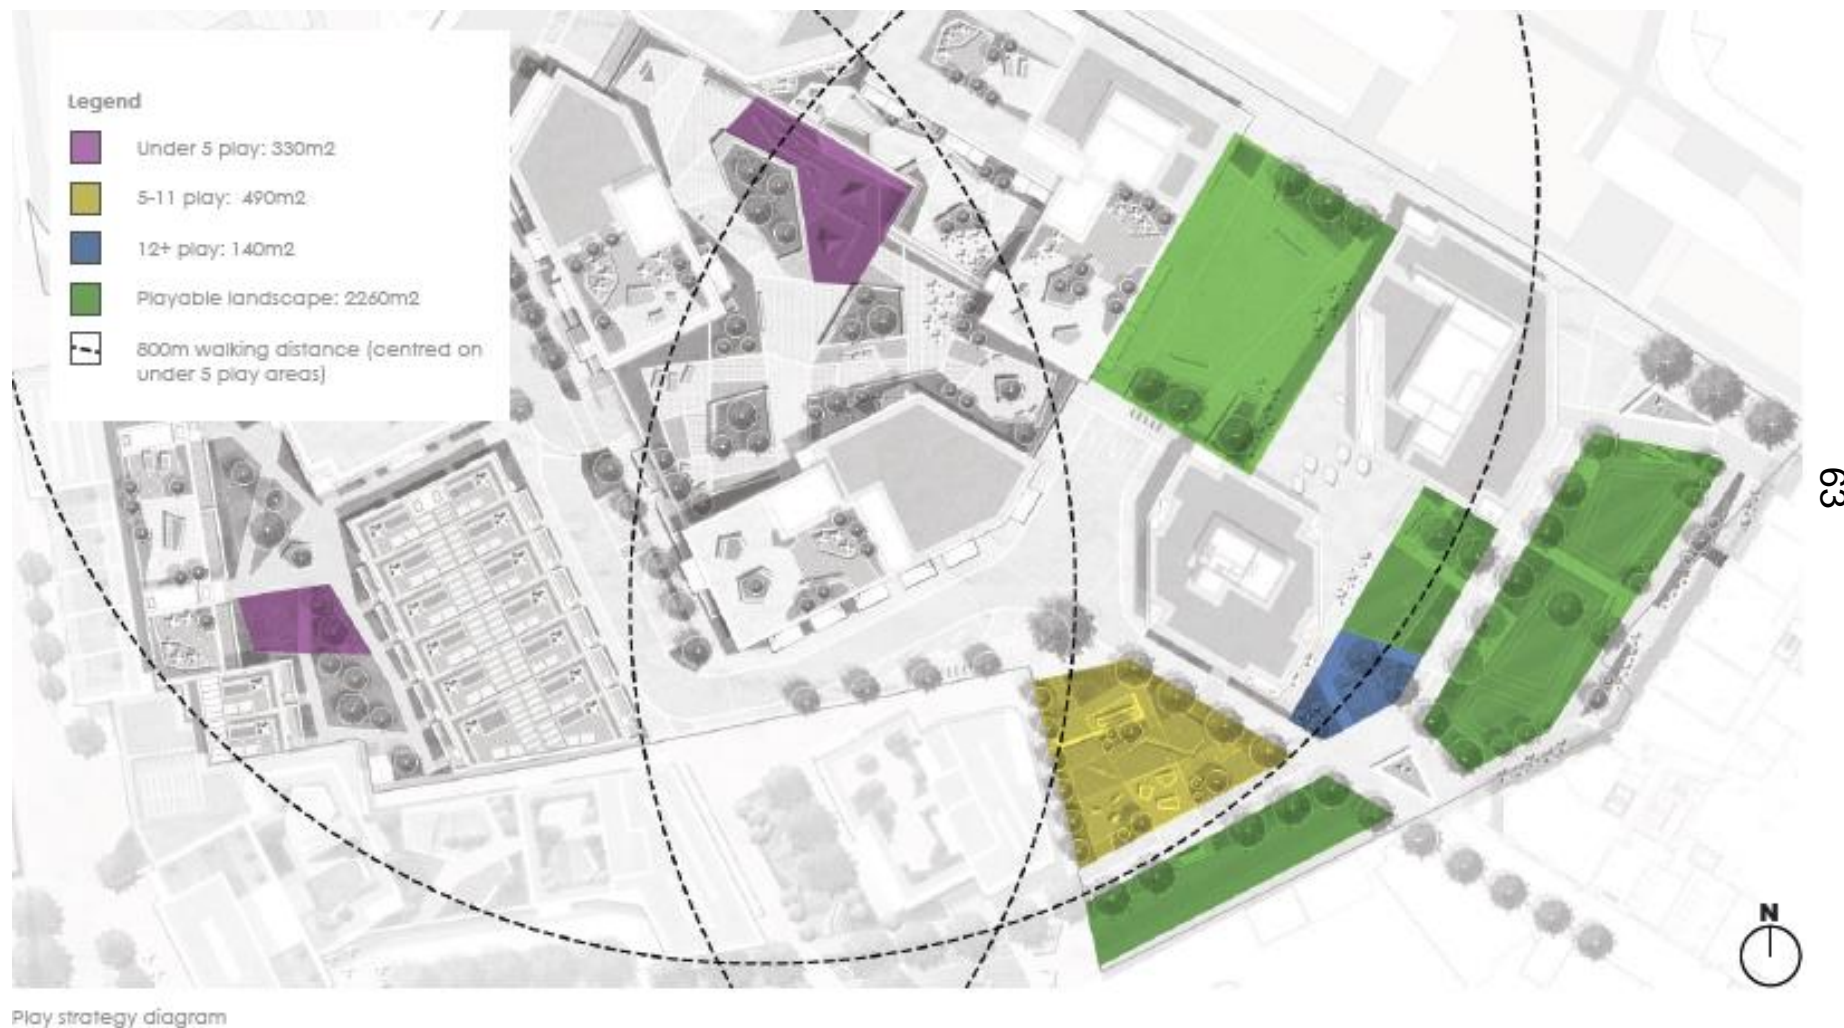 Legend
Under 5 play: 330m2
5-11 play: 490m2
12+ play: 140m2
Playable landscape: 2260m2
800m walking distance (centred on
under 5 play areas)
63
N
Play strategy diagram